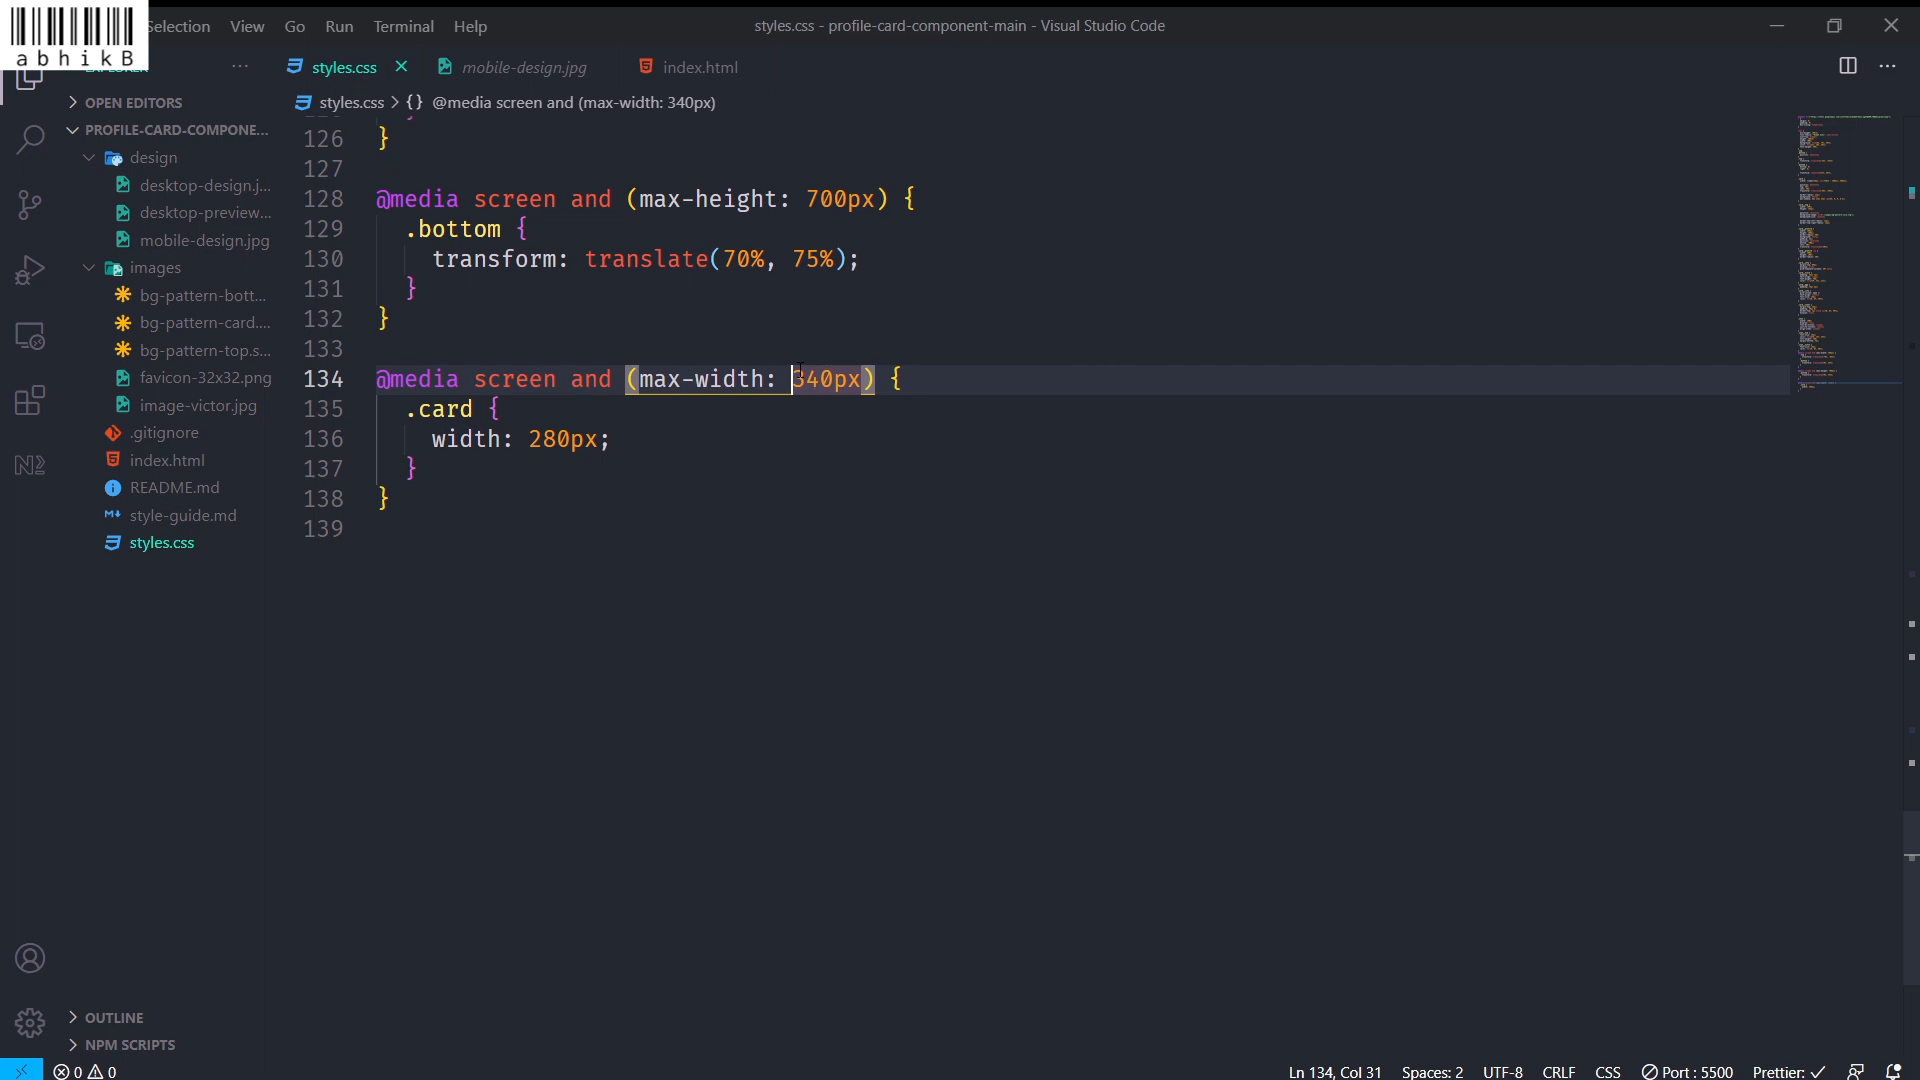 abhikB
Selection View Go Run Terminal Help
styles.css - profile-card-component-main - Visual Studio Code
styles.css
mobile-design.jpg
index.html
styles.css > {} @media screen and (max-width: 340px)
OPEN EDITORS
PROFILE-CARD-COMPONE...
design
desktop-design.j...
desktop-preview...
mobile-design.jpg
images
bg-pattern-bott...
bg-pattern-card....
bg-pattern-top.s...
favicon-32x32.png
image-victor.jpg
.gitignore
index.html
README.md
style-guide.md
styles.css
OUTLINE
NPM SCRIPTS
126 }
127
128 @media screen and (max-height: 700px) {
129 .bottom {
130 transform: translate(70%, 75%);
131 }
132 }
133
134 @media screen and (max-width: 340px) {
135 .card {
136 width: 280px;
137 }
138 }
139
0 0
Ln 134, Col 31 Spaces: 2 UTF-8 CRLF CSS Port : 5500 Prettier: ✓